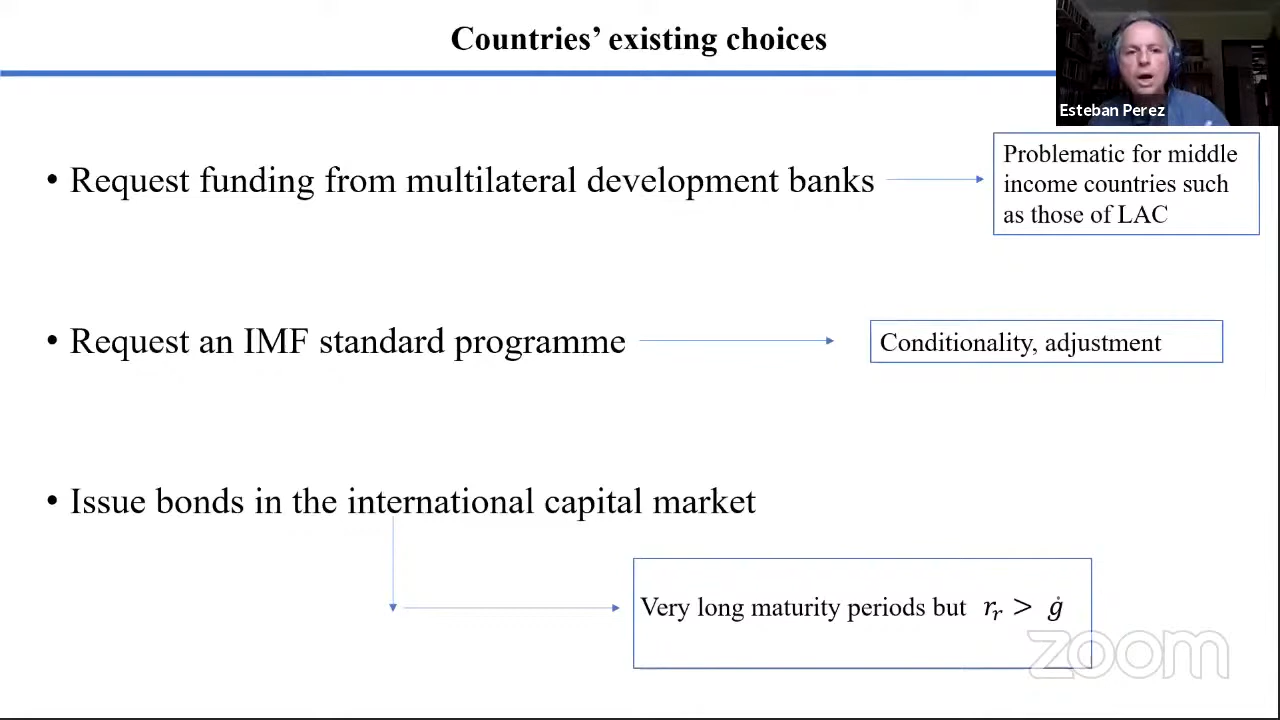 Countries’ existing choices
Esteban Perez
• Request funding from multilateral development banks
Problematic for middle
income countries such
as those of LAC
• Request an IMF standard programme
Conditionality, adjustment
• Issue bonds in the international capital market
Very long maturity periods but rᵣ > ġ
zoom